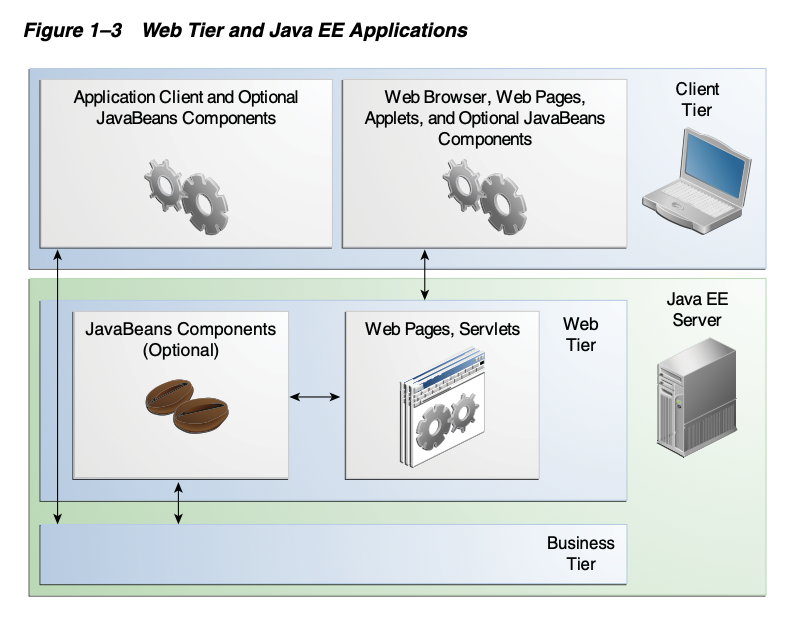 Figure 1–3 Web Tier and Java EE Applications
Application Client and Optional
JavaBeans Components
Web Browser, Web Pages,
Applets, and Optional JavaBeans
Components
Client
Tier
JavaBeans Components
(Optional)
Web Pages, Servlets
Web
Tier
Java EE
Server
Business
Tier